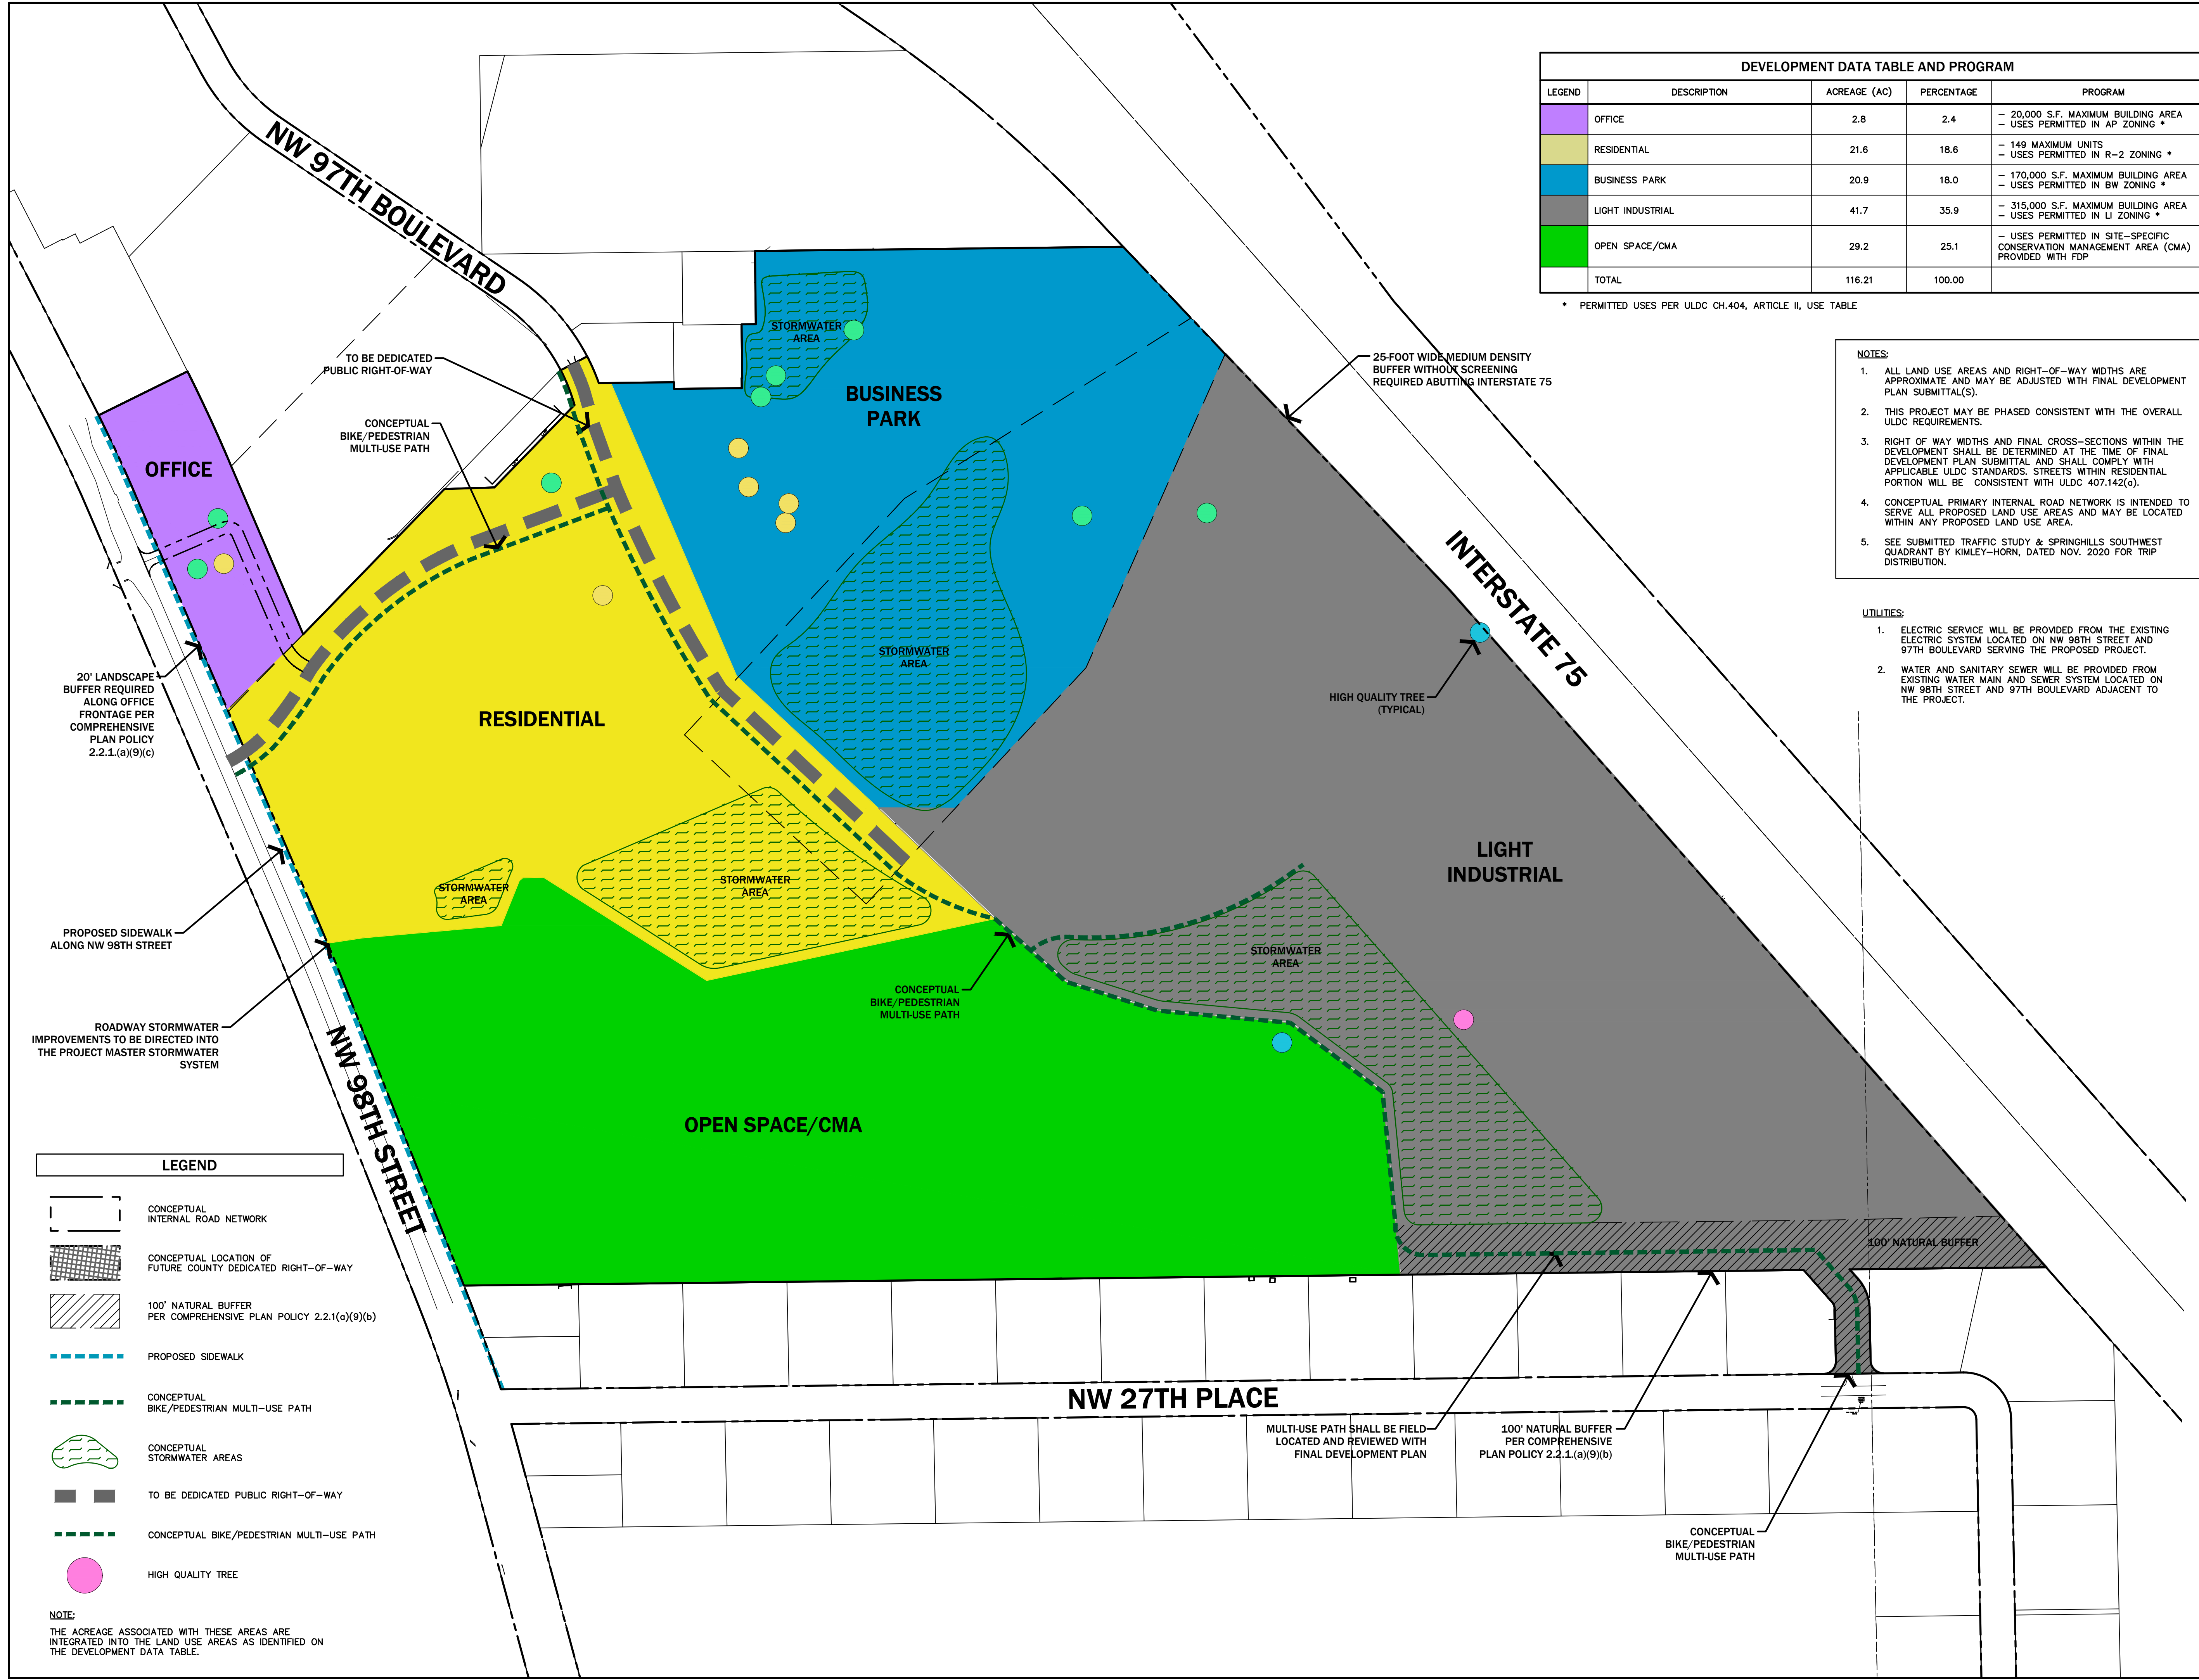 DEVELOPMENT DATA TABLE AND PROGRAM
LEGEND DESCRIPTION ACREAGE (AC) PERCENTAGE PROGRAM
OFFICE 2.8 2.4 – 20,000 S.F. MAXIMUM BUILDING AREA
– USES PERMITTED IN AP ZONING *
RESIDENTIAL 21.6 18.6 – 149 MAXIMUM UNITS
– USES PERMITTED IN R–2 ZONING *
BUSINESS PARK 20.9 18.0 – 170,000 S.F. MAXIMUM BUILDING AREA
– USES PERMITTED IN BW ZONING *
LIGHT INDUSTRIAL 41.7 35.9 – 315,000 S.F. MAXIMUM BUILDING AREA
– USES PERMITTED IN LI ZONING *
OPEN SPACE/CMA 29.2 25.1 – USES PERMITTED IN SITE–SPECIFIC
CONSERVATION MANAGEMENT AREA (CMA)
PROVIDED WITH FDP
TOTAL 116.21 100.00
* PERMITTED USES PER ULDC CH.404, ARTICLE II, USE TABLE
NOTES:
1. ALL LAND USE AREAS AND RIGHT–OF–WAY WIDTHS ARE
APPROXIMATE AND MAY BE ADJUSTED WITH FINAL DEVELOPMENT
PLAN SUBMITTAL(S).
2. THIS PROJECT MAY BE PHASED CONSISTENT WITH THE OVERALL
ULDC REQUIREMENTS.
3. RIGHT OF WAY WIDTHS AND FINAL CROSS–SECTIONS WITHIN THE
DEVELOPMENT SHALL BE DETERMINED AT THE TIME OF FINAL
DEVELOPMENT PLAN SUBMITTAL AND SHALL COMPLY WITH
APPLICABLE ULDC STANDARDS. STREETS WITHIN RESIDENTIAL
PORTION WILL BE CONSISTENT WITH ULDC 407.142(a).
4. CONCEPTUAL PRIMARY INTERNAL ROAD NETWORK IS INTENDED TO
SERVE ALL PROPOSED LAND USE AREAS AND MAY BE LOCATED
WITHIN ANY PROPOSED LAND USE AREA.
5. SEE SUBMITTED TRAFFIC STUDY & SPRINGHILLS SOUTHWEST
QUADRANT BY KIMLEY–HORN, DATED NOV. 2020 FOR TRIP
DISTRIBUTION.
UTILITIES:
1. ELECTRIC SERVICE WILL BE PROVIDED FROM THE EXISTING
ELECTRIC SYSTEM LOCATED ON NW 98TH STREET AND
97TH BOULEVARD SERVING THE PROPOSED PROJECT.
2. WATER AND SANITARY SEWER WILL BE PROVIDED FROM
EXISTING WATER MAIN AND SEWER SYSTEM LOCATED ON
NW 98TH STREET AND 97TH BOULEVARD ADJACENT TO
THE PROJECT.
NW 97TH BOULEVARD
TO BE DEDICATED
PUBLIC RIGHT-OF-WAY
CONCEPTUAL
BIKE/PEDESTRIAN
MULTI-USE PATH
STORMWATER
AREA
BUSINESS
PARK
25-FOOT WIDE MEDIUM DENSITY
BUFFER WITHOUT SCREENING
REQUIRED ABUTTING INTERSTATE 75
OFFICE
INTERSTATE 75
STORMWATER
AREA
20' LANDSCAPE
BUFFER REQUIRED
ALONG OFFICE
FRONTAGE PER
COMPREHENSIVE
PLAN POLICY
2.2.1.(a)(9)(c)
RESIDENTIAL
HIGH QUALITY TREE
(TYPICAL)
LIGHT
INDUSTRIAL
STORMWATER
AREA
STORMWATER
AREA
PROPOSED SIDEWALK
ALONG NW 98TH STREET
STORMWATER
AREA
CONCEPTUAL
BIKE/PEDESTRIAN
MULTI-USE PATH
ROADWAY STORMWATER
IMPROVEMENTS TO BE DIRECTED INTO
THE PROJECT MASTER STORMWATER
SYSTEM
NW 98TH STREET
OPEN SPACE/CMA
100' NATURAL BUFFER
NW 27TH PLACE
MULTI-USE PATH SHALL BE FIELD
LOCATED AND REVIEWED WITH
FINAL DEVELOPMENT PLAN
100' NATURAL BUFFER
PER COMPREHENSIVE
PLAN POLICY 2.2.1.(a)(9)(b)
CONCEPTUAL
BIKE/PEDESTRIAN
MULTI-USE PATH
LEGEND
CONCEPTUAL
INTERNAL ROAD NETWORK
CONCEPTUAL LOCATION OF
FUTURE COUNTY DEDICATED RIGHT–OF–WAY
100' NATURAL BUFFER
PER COMPREHENSIVE PLAN POLICY 2.2.1(a)(9)(b)
PROPOSED SIDEWALK
CONCEPTUAL
BIKE/PEDESTRIAN MULTI–USE PATH
CONCEPTUAL
STORMWATER AREAS
TO BE DEDICATED PUBLIC RIGHT–OF–WAY
CONCEPTUAL BIKE/PEDESTRIAN MULTI–USE PATH
HIGH QUALITY TREE
NOTE:
THE ACREAGE ASSOCIATED WITH THESE AREAS ARE
INTEGRATED INTO THE LAND USE AREAS AS IDENTIFIED ON
THE DEVELOPMENT DATA TABLE.